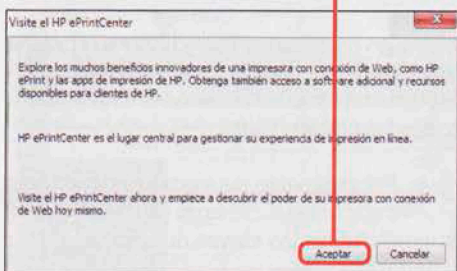 Visite el HP ePrintCenter
Explore los muchos beneficios innovadores de una impresora con conexión de Web, como HP
ePrint y las apps de impresión de HP. Obtenga también acceso a software adicional y recursos
disponibles para clientes de HP.
HP ePrintCenter es el lugar central para gestionar su experiencia de impresión en línea.
Visite el HP ePrintCenter ahora y empiece a descubrir el poder de su impresora con conexión
de Web hoy mismo.
Aceptar
Cancelar